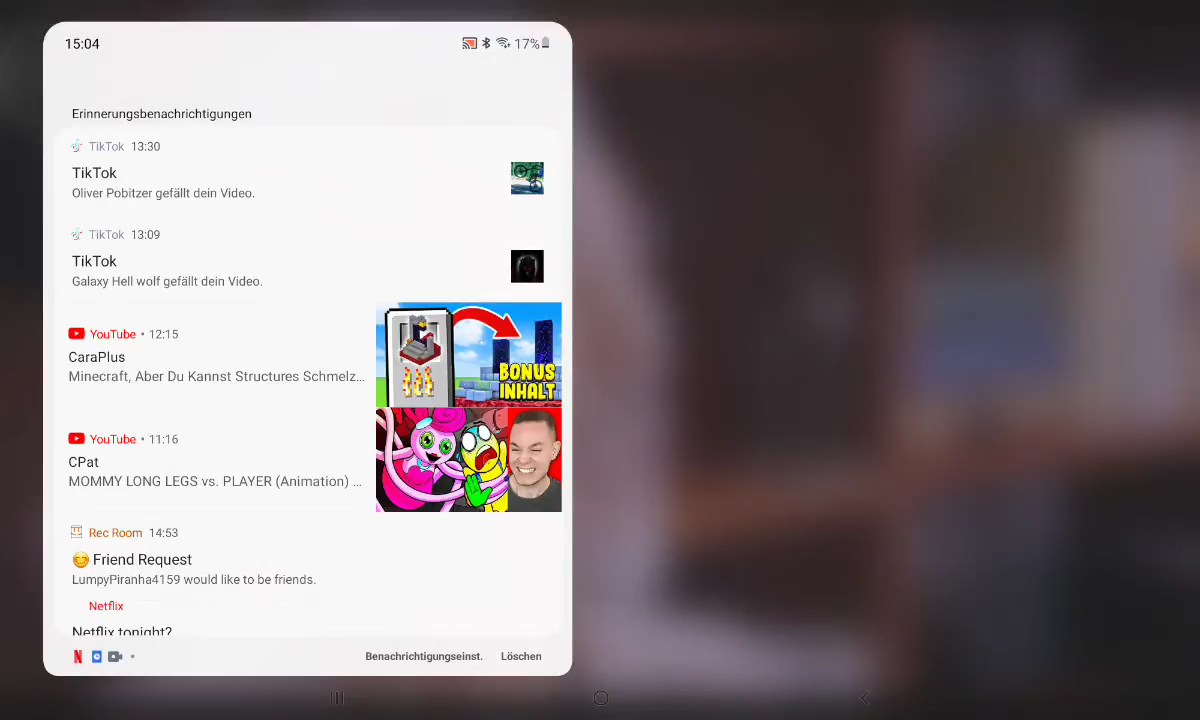 15:04
17%
Erinnerungsbenachrichtigungen
TikTok 13:30
TikTok
Oliver Pobitzer gefällt dein Video.
TikTok 13:09
TikTok
Galaxy Hell wolf gefällt dein Video.
YouTube • 12:15
CaraPlus
Minecraft, Aber Du Kannst Structures Schmelz...
BONUS
INHALT
YouTube • 11:16
CPat
MOMMY LONG LEGS vs. PLAYER (Animation) ...
Rec Room 14:53
😊 Friend Request
LumpyPiranha4159 would like to be friends.
Netflix
Netflix tonight?
Benachrichtigungseinst. Löschen